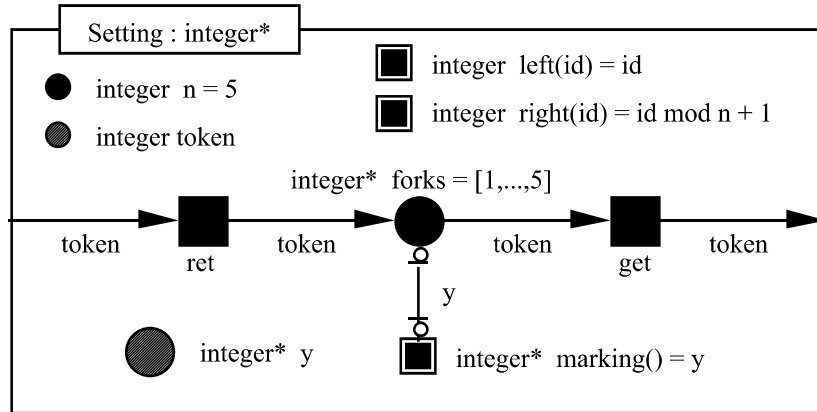 Setting : integer*
integer n = 5
integer left(id) = id
integer token
integer right(id) = id mod n + 1
integer* forks = [1,...,5]
token
ret
token
token
get
token
y
integer* y
integer* marking() = y